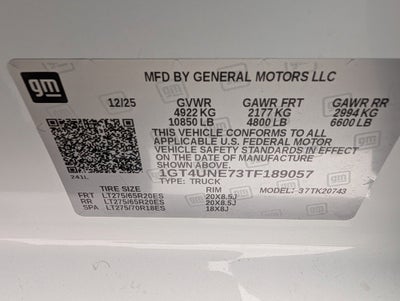 gm
MFD BY GENERAL MOTORS LLC
12/25 GVWR GAWR FRT GAWR RR
4922 KG 2177 KG 2994 KG
10850 LB 4800 LB 6600 LB
THIS VEHICLE CONFORMS TO ALL
APPLICABLE U.S. FEDERAL MOTOR
VEHICLE SAFETY STANDARDS IN
EFFECT ON THE DATE OF MANUFACTURE
SHOWN ABOVE.
1GT4UNE73TF189057
TYPE: TRUCK MODEL: 37TK20743
241L
TIRE SIZE RIM
FRT LT275/65R20ES 20X8.5J
RR LT275/65R20ES 20X8.5J
SPA LT275/70R18ES 18X8J